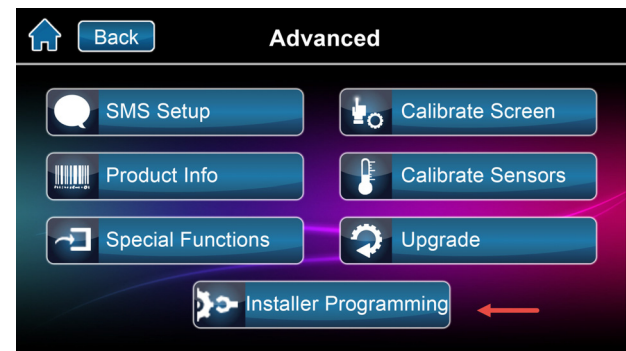 Back
Advanced
SMS Setup
Calibrate Screen
Product Info
Calibrate Sensors
Special Functions
Upgrade
Installer Programming